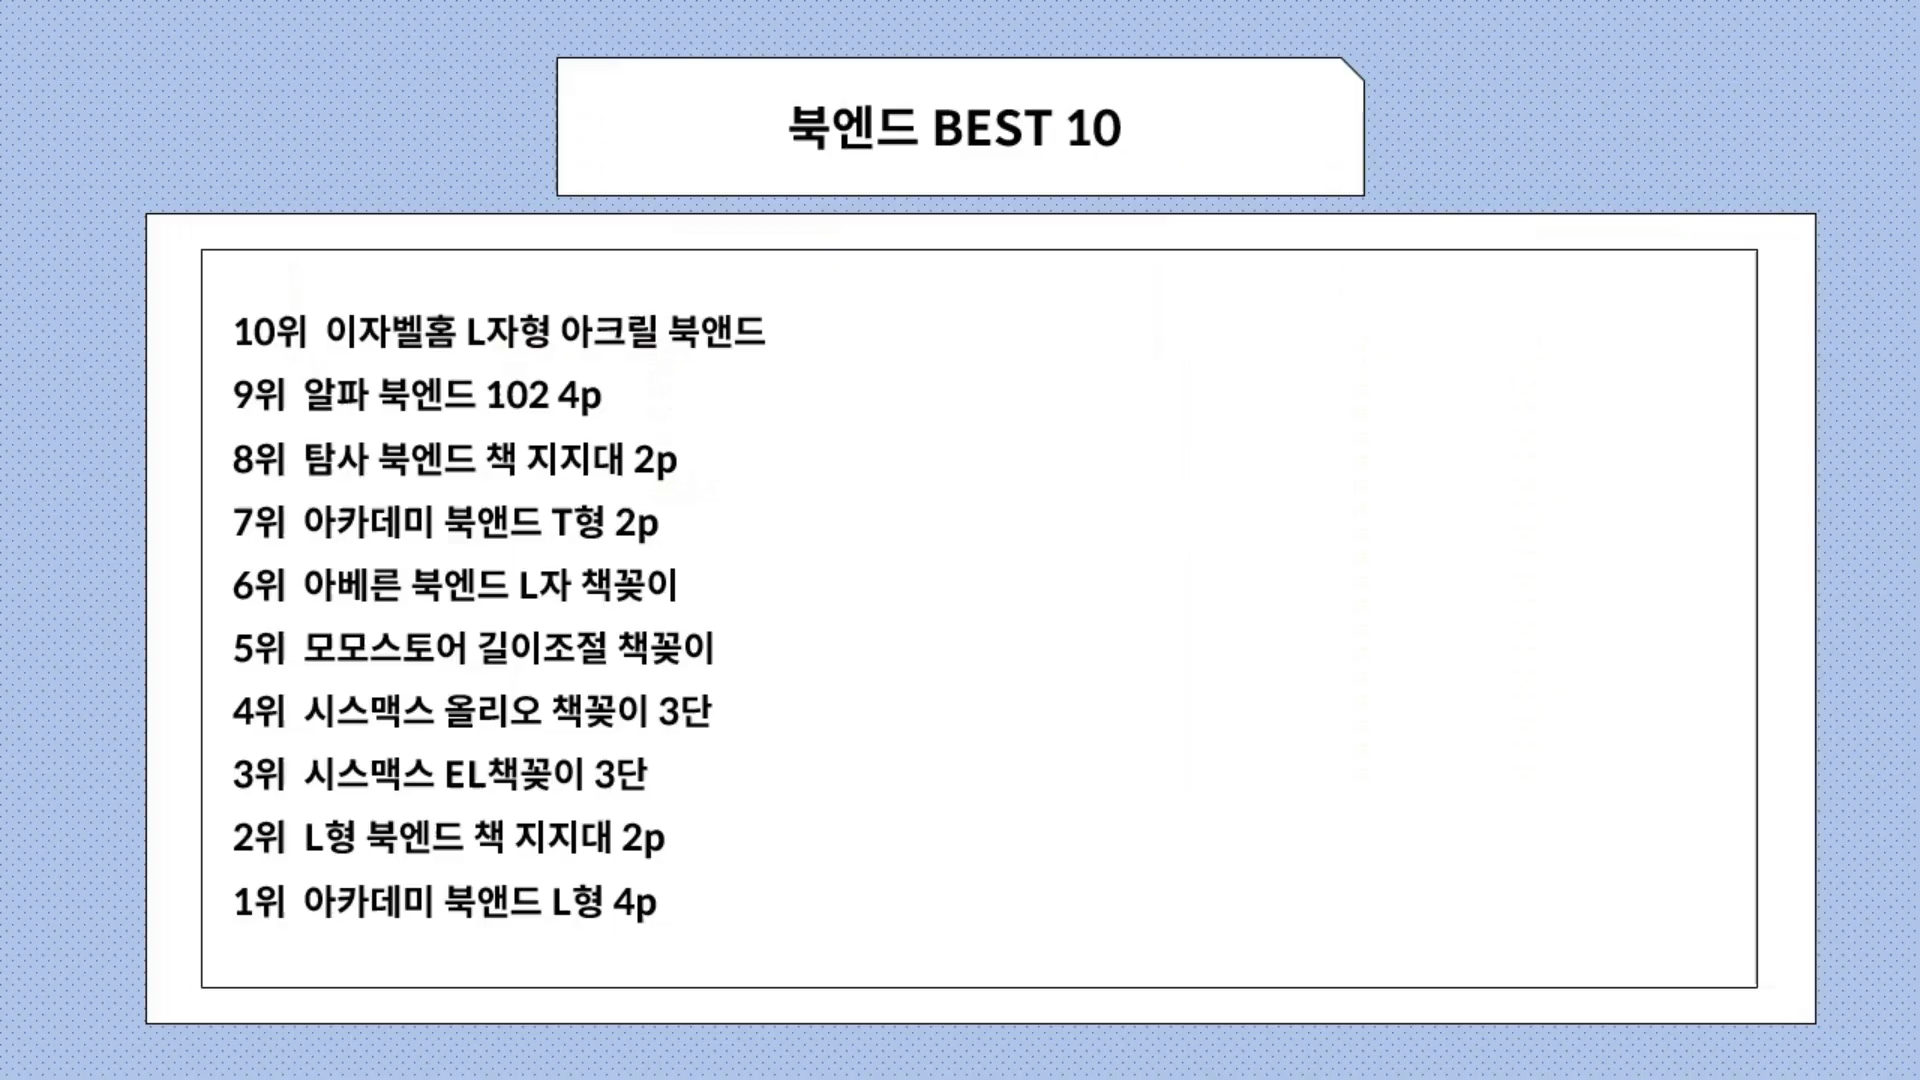 북엔드 BEST 10
10위 이자벨홈 L자형 아크릴 북앤드
9위 알파 북엔드 102 4p
8위 탐사 북엔드 책 지지대 2p
7위 아카데미 북앤드 T형 2p
6위 아베른 북엔드 L자 책꽂이
5위 모모스토어 길이조절 책꽂이
4위 시스맥스 올리오 책꽂이 3단
3위 시스맥스 EL책꽂이 3단
2위 L형 북엔드 책 지지대 2p
1위 아카데미 북앤드 L형 4p